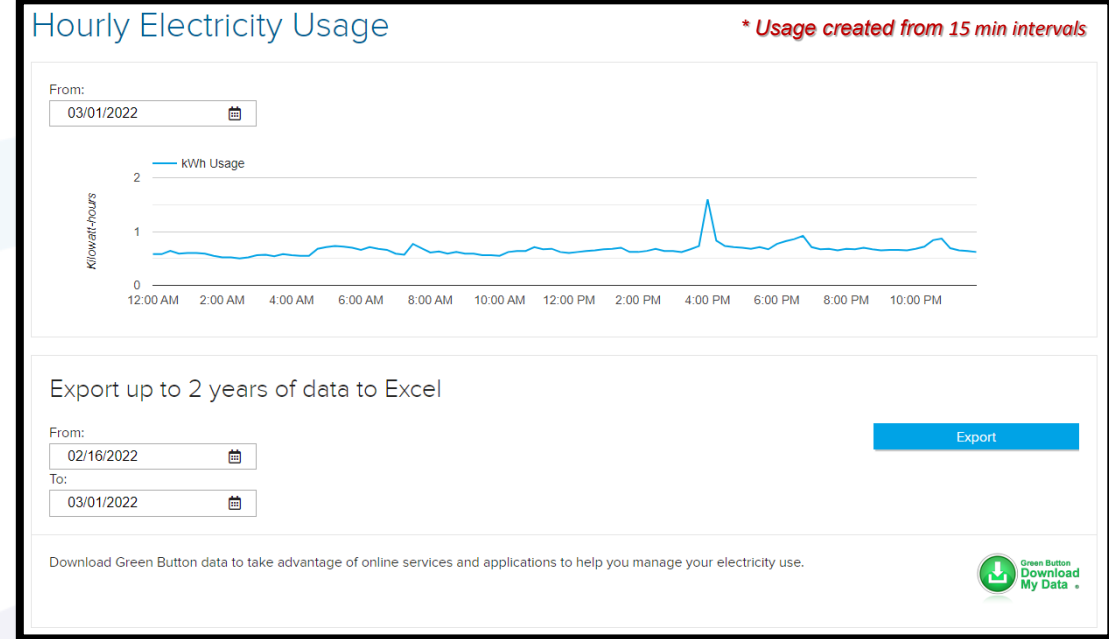 Hourly Electricity Usage
* Usage created from 15 min intervals
From:
03/01/2022
kWh Usage
Kilowatt-hours
2
1
0
12:00 AM 2:00 AM 4:00 AM 6:00 AM 8:00 AM 10:00 AM 12:00 PM 2:00 PM 4:00 PM 6:00 PM 8:00 PM 10:00 PM
Export up to 2 years of data to Excel
From:
02/16/2022
Export
To:
03/01/2022
Download Green Button data to take advantage of online services and applications to help you manage your electricity use.
Green Button
Download
My Data